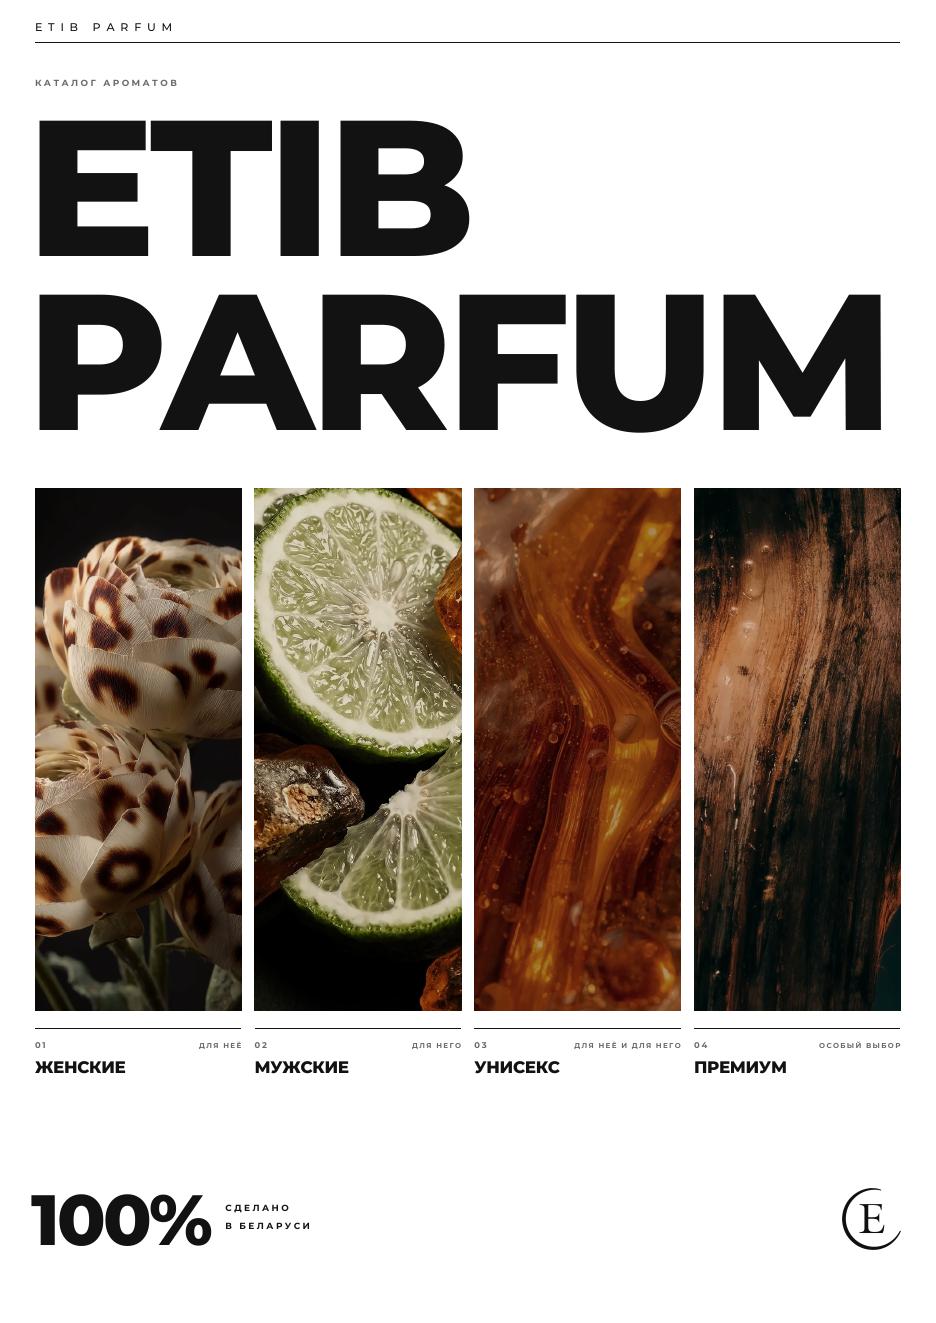 ETIB PARFUM
КАТАЛОГ АРОМАТОВ
ETIB
PARFUM
01 ДЛЯ НЕЁ
ЖЕНСКИЕ
02 ДЛЯ НЕГО
МУЖСКИЕ
03 ДЛЯ НЕЁ И ДЛЯ НЕГО
УНИСЕКС
04 ОСОБЫЙ ВЫБОР
ПРЕМИУМ
100%
СДЕЛАНО
В БЕЛАРУСИ
E